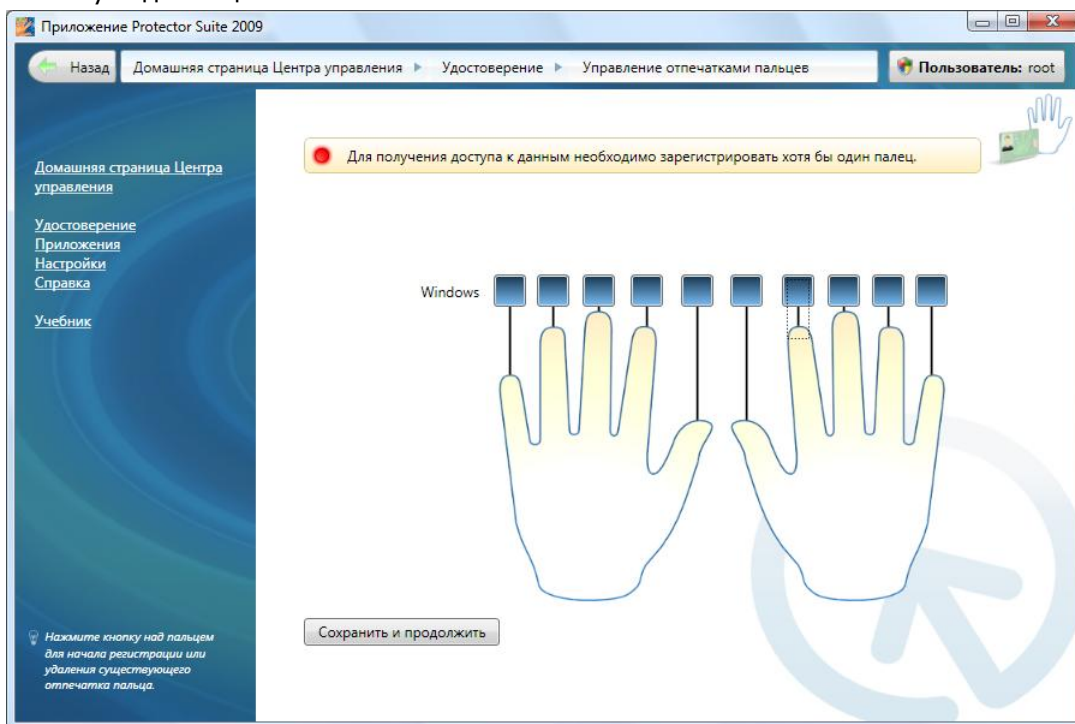 Приложение Protector Suite 2009
Назад
Домашняя страница Центра управления
Удостоверение
Управление отпечатками пальцев
Пользователь: root
Для получения доступа к данным необходимо зарегистрировать хотя бы один палец.
Домашняя страница Центра
управления
Удостоверение
Приложения
Настройки
Справка
Учебник
Windows
Сохранить и продолжить
Нажмите кнопку над пальцем
для начала регистрации или
удаления существующего
отпечатка пальца.